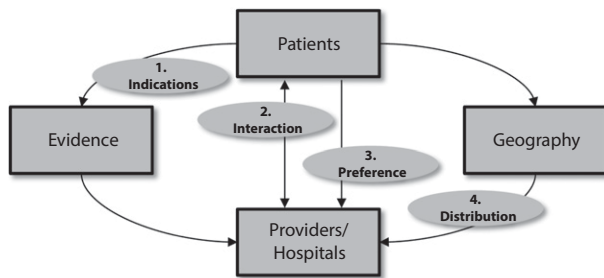 Patients
1.
Indications
2.
Interaction
Evidence
Geography
3.
Preference
4.
Distribution
Providers/
Hospitals